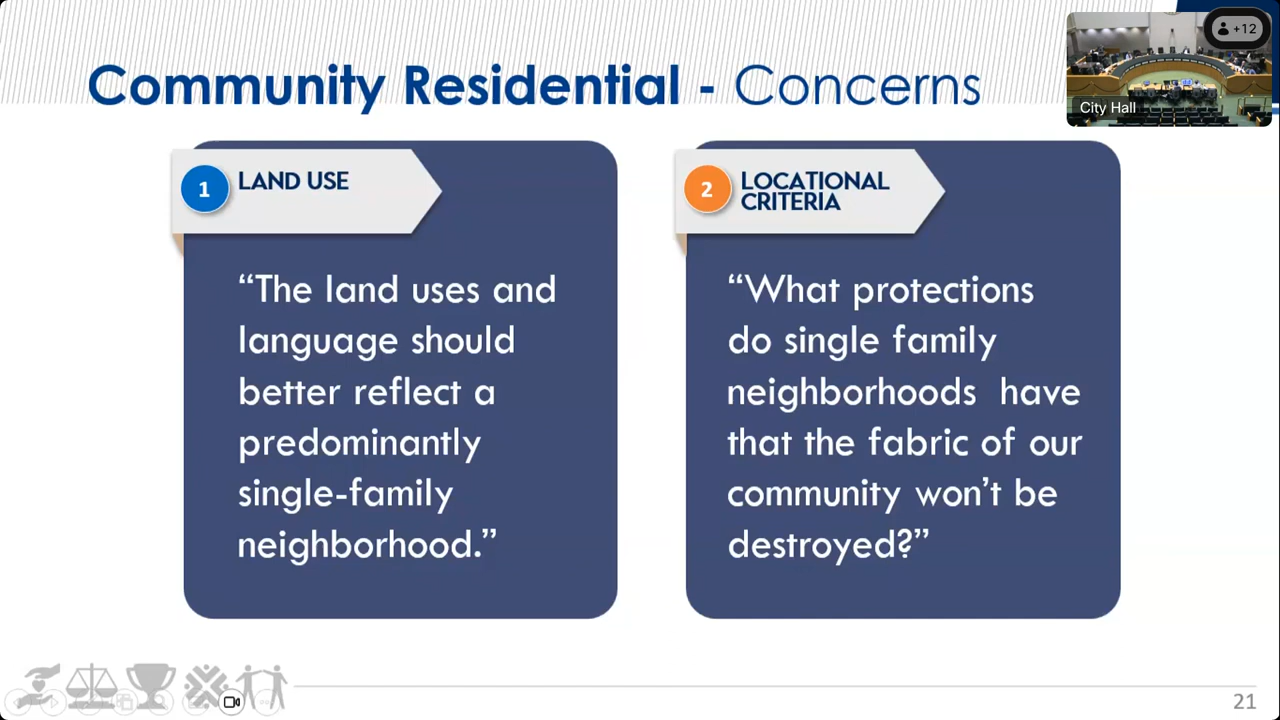 Community Residential - Concerns
+12
City Hall
1
LAND USE
“The land uses and
language should
better reflect a
predominantly
single-family
neighborhood.”
2
LOCATIONAL
CRITERIA
“What protections
do single family
neighborhoods  have
that the fabric of our
community won’t be
destroyed?”
21